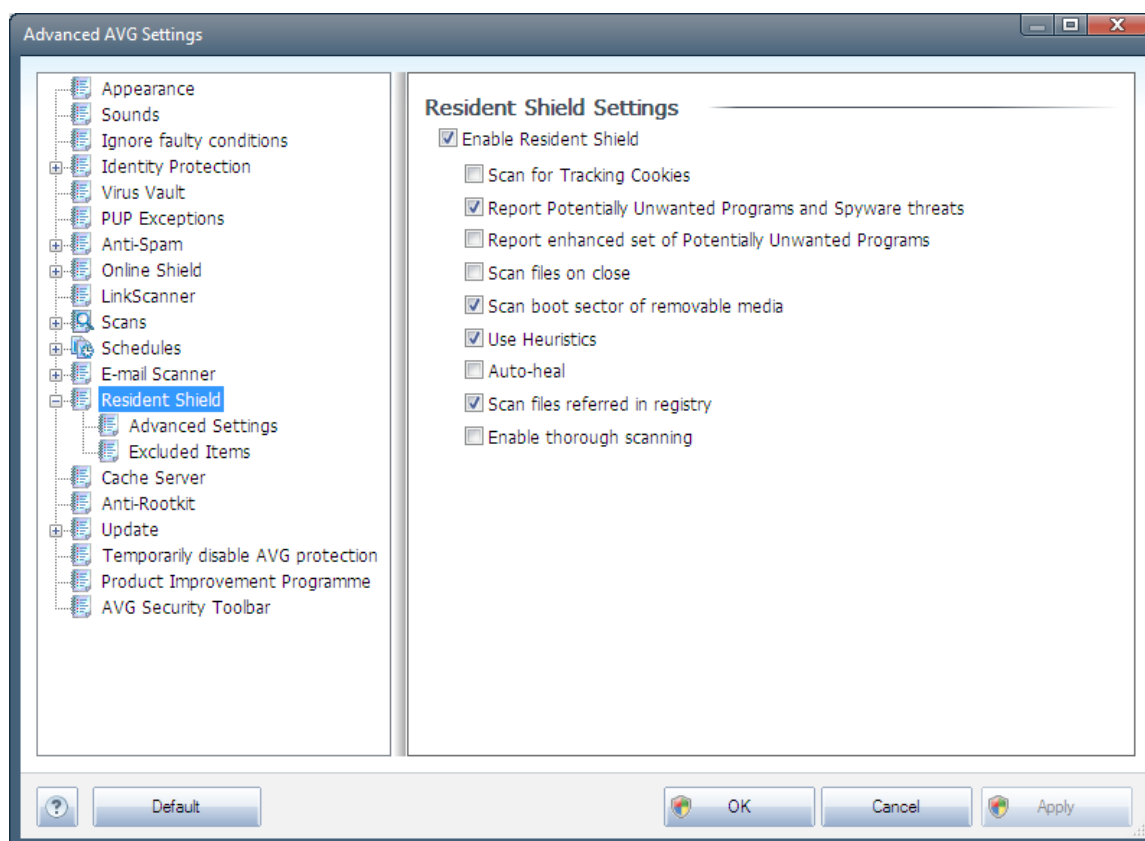 Advanced AVG Settings
Appearance
Sounds
Ignore faulty conditions
Identity Protection
Virus Vault
PUP Exceptions
Anti-Spam
Online Shield
LinkScanner
Scans
Schedules
E-mail Scanner
Resident Shield
Advanced Settings
Excluded Items
Cache Server
Anti-Rootkit
Update
Temporarily disable AVG protection
Product Improvement Programme
AVG Security Toolbar
Resident Shield Settings
Enable Resident Shield
Scan for Tracking Cookies
Report Potentially Unwanted Programs and Spyware threats
Report enhanced set of Potentially Unwanted Programs
Scan files on close
Scan boot sector of removable media
Use Heuristics
Auto-heal
Scan files referred in registry
Enable thorough scanning
? Default OK Cancel Apply